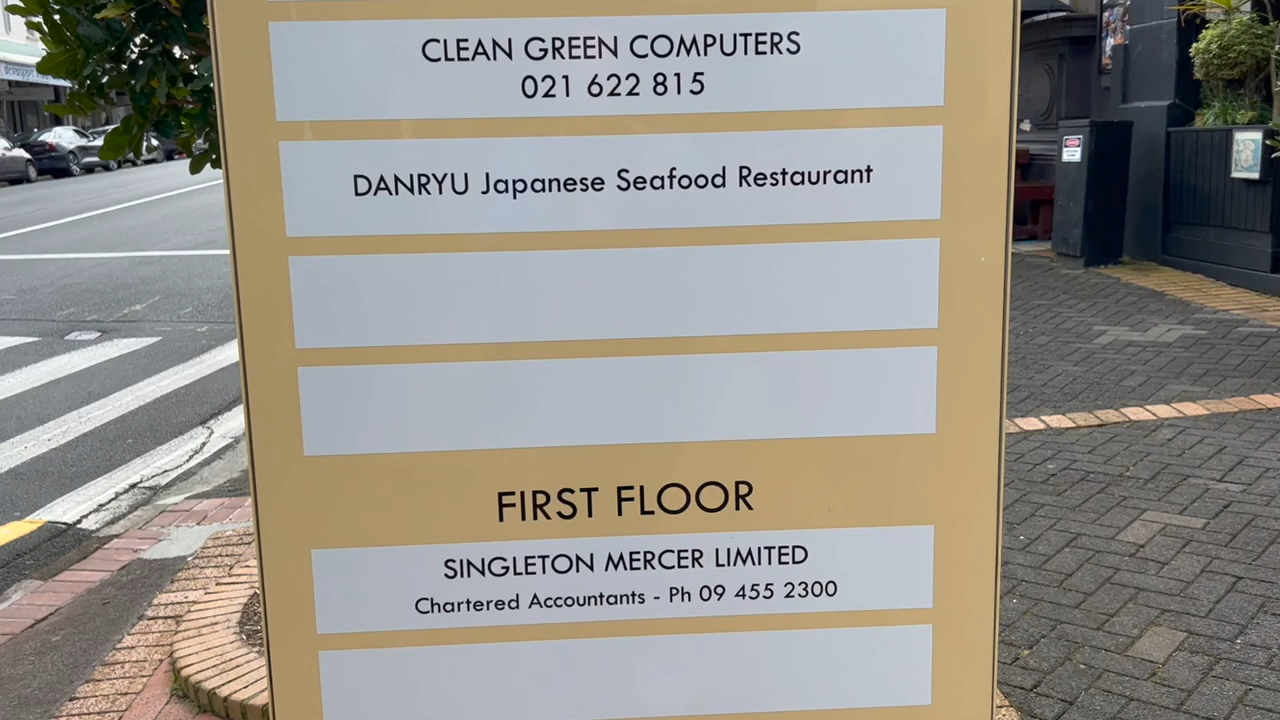 CLEAN GREEN COMPUTERS
021 622 815
DANRYU Japanese Seafood Restaurant
FIRST FLOOR
SINGLETON MERCER LIMITED
Chartered Accountants - Ph 09 455 2300